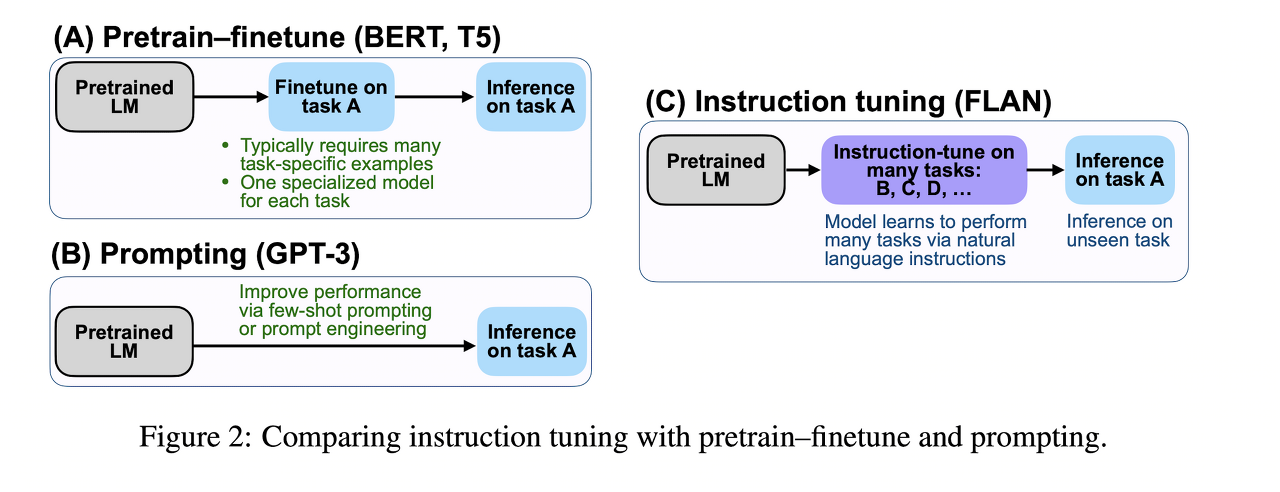 (A) Pretrain–finetune (BERT, T5)
Pretrained
LM
Finetune on
task A
Inference
on task A
• Typically requires many
task-specific examples
• One specialized model
for each task
(B) Prompting (GPT-3)
Pretrained
LM
Improve performance
via few-shot prompting
or prompt engineering
Inference
on task A
(C) Instruction tuning (FLAN)
Pretrained
LM
Instruction-tune on
many tasks:
B, C, D, …
Inference
on task A
Model learns to perform
many tasks via natural
language instructions
Inference on
unseen task
Figure 2: Comparing instruction tuning with pretrain–finetune and prompting.